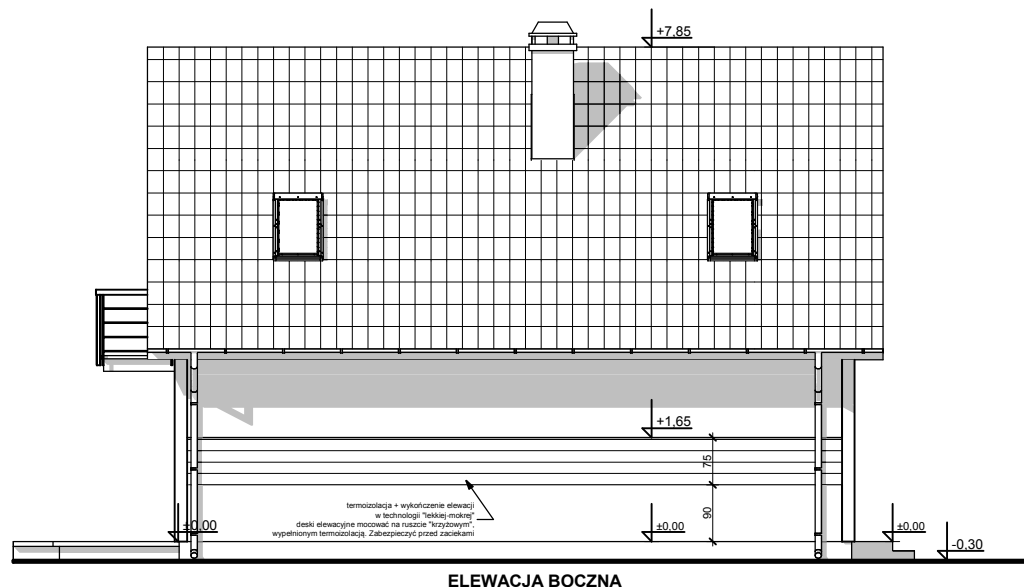 +7,85
+1,65
75
termoizolacja + wykończenie elewacji
w technologii "lekkiej-mokrej"
deski elewacyjne mocować na ruszcie "krzyżowym",
wypełnionym termoizolacją. Zabezpieczyć przed zaciekami
90
±0,00
±0,00
±0,00
-0,30
ELEWACJA BOCZNA